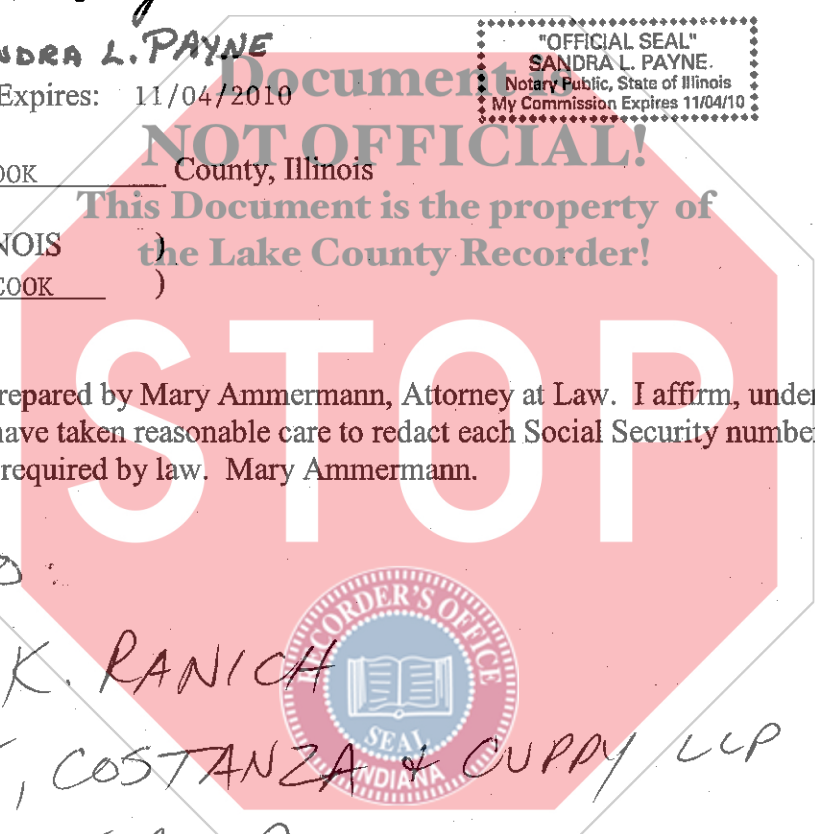 NDRA L. PAYNE
"OFFICIAL SEAL"
SANDRA L. PAYNE
Notary Public, State of Illinois
My Commission Expires 11/04/10
Expires: 11/04/2010
Document is
NOT OFFICIAL!
OOK County, Illinois
This Document is the property of
the Lake County Recorder!
NOIS )
COOK )
STOP
repared by Mary Ammermann, Attorney at Law. I affirm, under
have taken reasonable care to redact each Social Security number
required by law. Mary Ammermann.
RECORDER'S OFFICE
SEAL
INDIANA
K. RANICH
, COSTANZA & CUPPY LLP